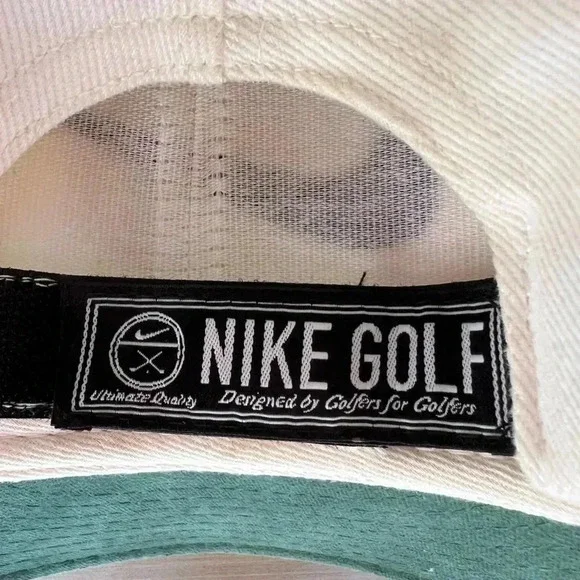 NIKE GOLF
Ultimate Quality
Designed by Golfers for Golfers